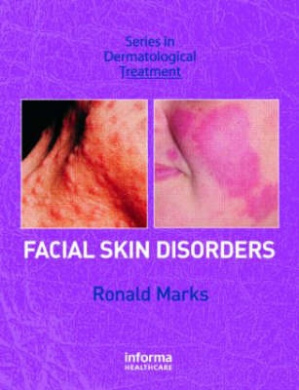 Series in
Dermatological
Treatment
FACIAL SKIN DISORDERS
Ronald Marks
informa
HEALTHCARE